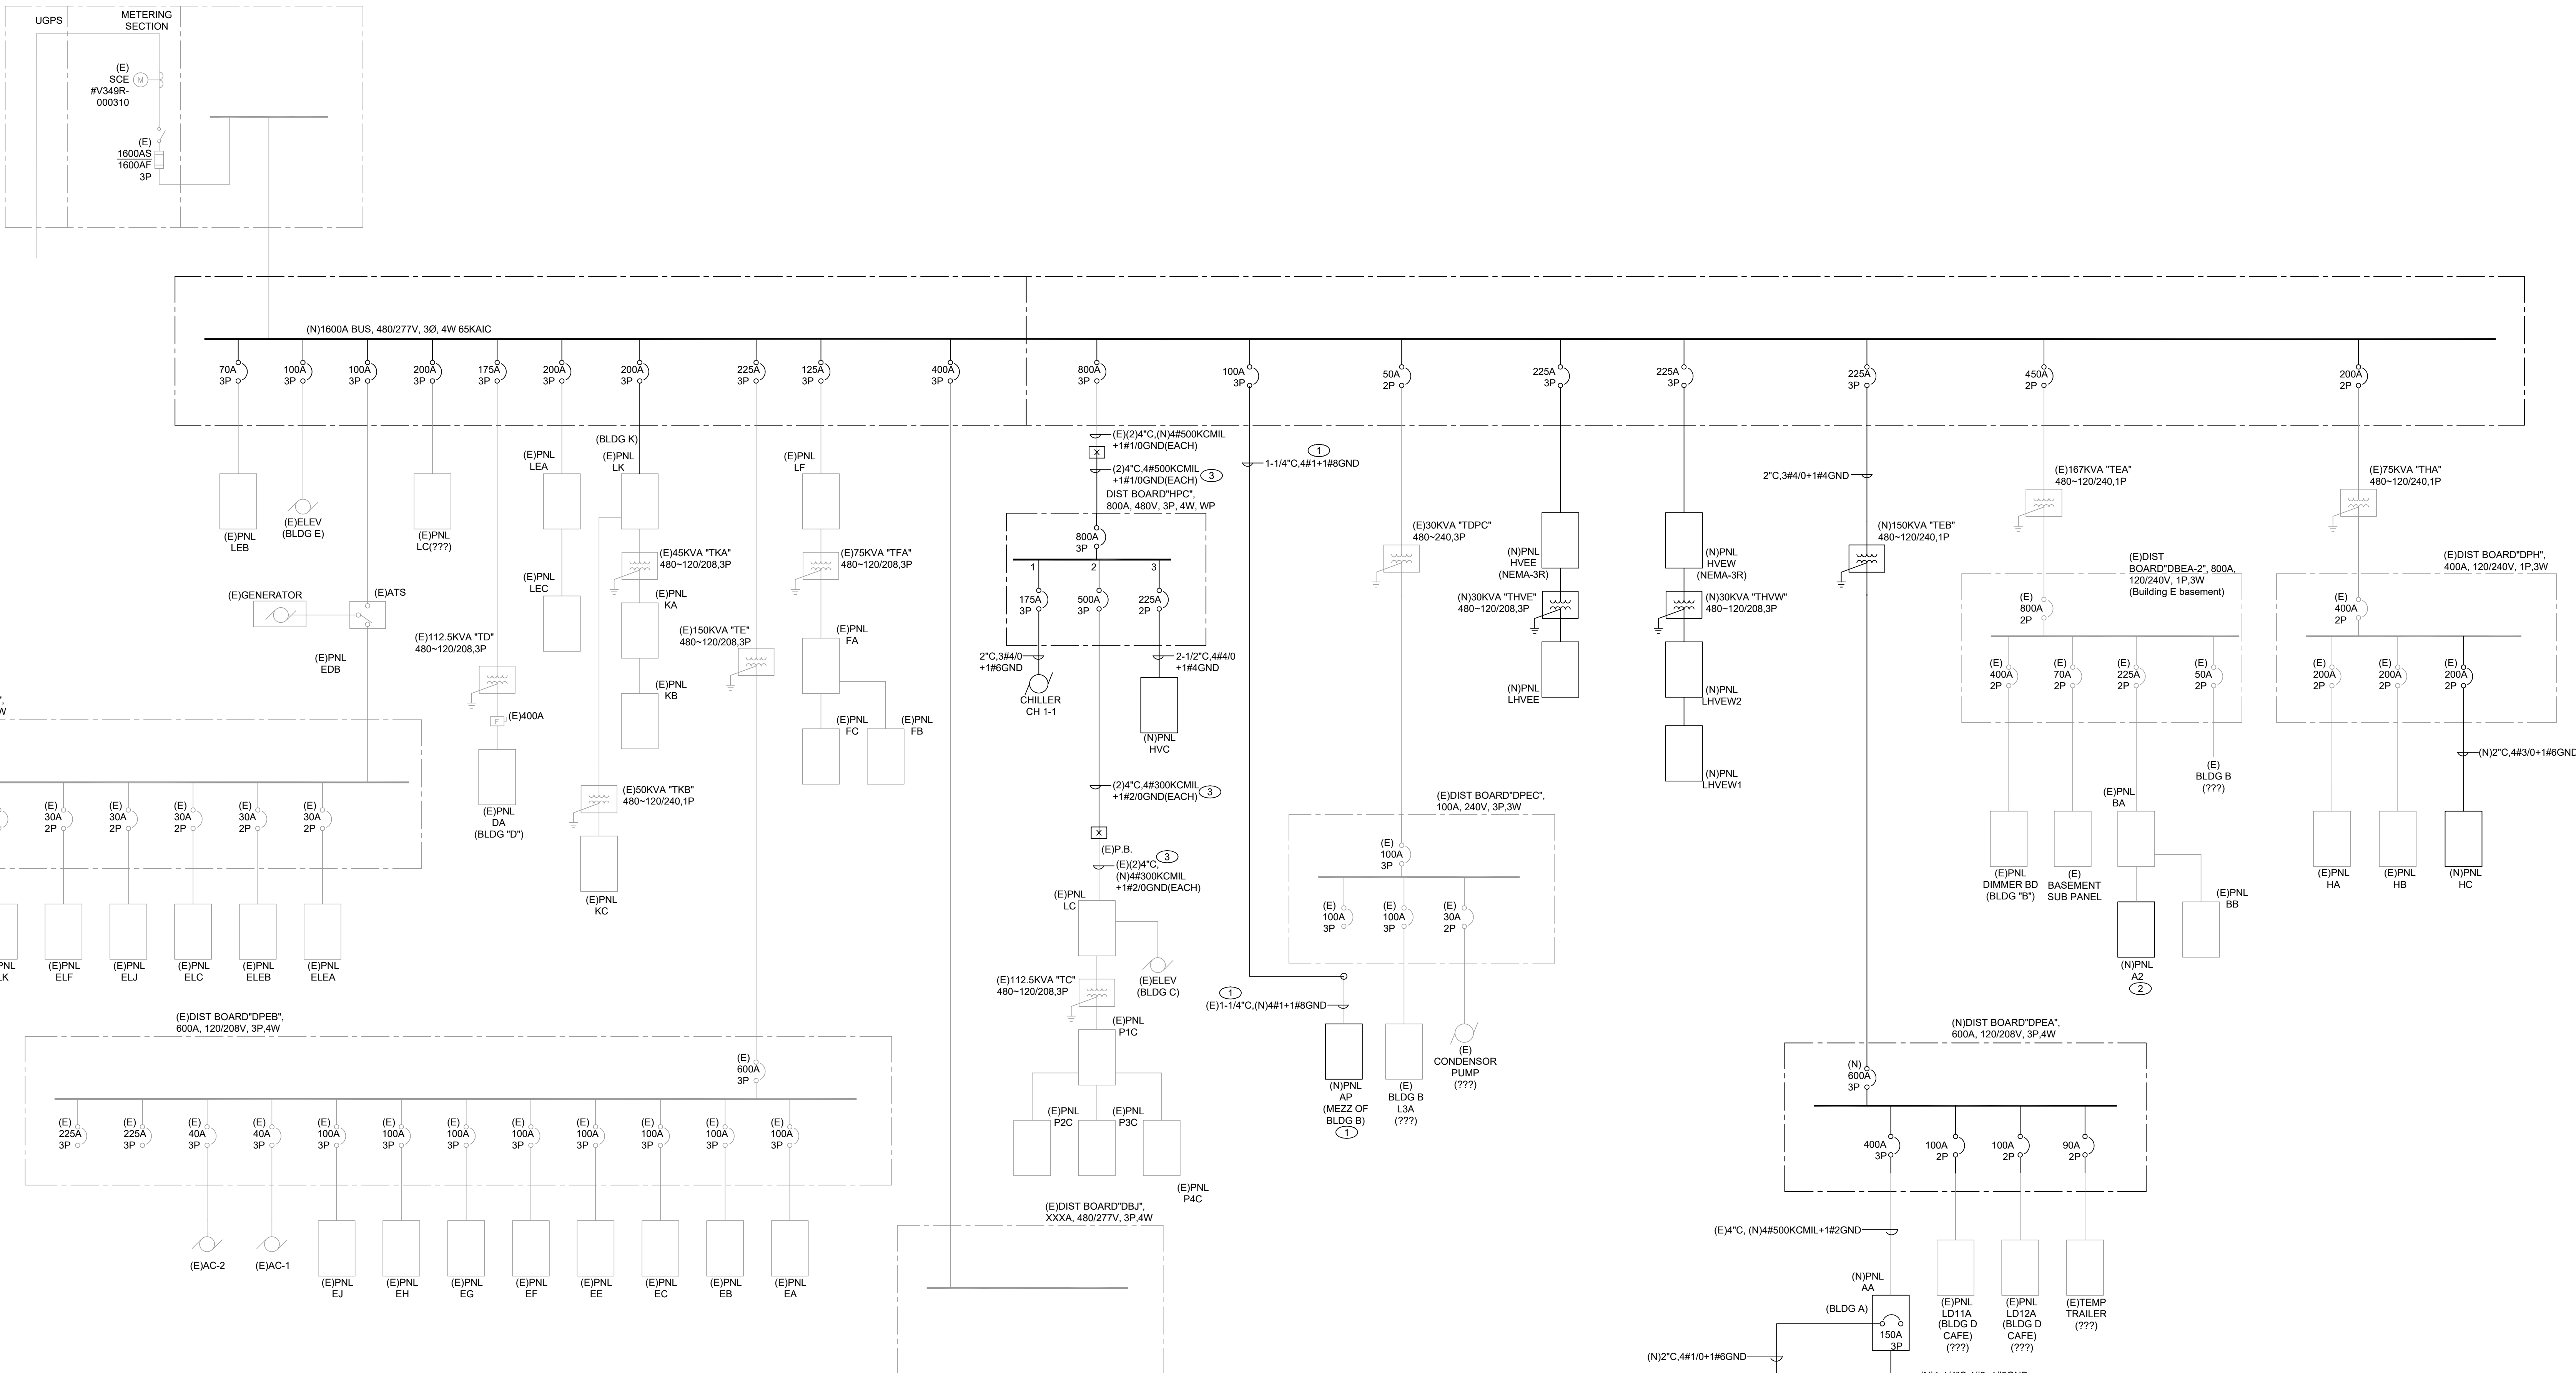 UGPS
METERING
SECTION
(E)
SCE
#V349R-
000310
M
(E)
1600AS
1600AF
3P
(N)1600A BUS, 480/277V, 3Ø, 4W 65KAIC
70A
3P
100A
3P
100A
3P
200A
3P
175A
3P
200A
3P
200A
3P
225A
3P
125A
3P
400A
3P
800A
3P
100A
3P
50A
2P
225A
3P
225A
3P
225A
3P
450A
2P
200A
2P
(E)PNL
LEB
(E)ELEV
(BLDG E)
(E)PNL
LC(???)
(E)GENERATOR
(E)ATS
(E)PNL
EDB
(E)112.5KVA "TD"
480~120/208,3P
F
(E)400A
(E)PNL
DA
(BLDG "D")
(E)PNL
LEA
(E)PNL
LEC
(BLDG K)
(E)PNL
LK
(E)45KVA "TKA"
480~120/208,3P
(E)PNL
KA
(E)PNL
KB
(E)50KVA "TKB"
480~120/240,1P
(E)PNL
KC
(E)150KVA "TE"
480~120/208,3P
(E)PNL
LF
(E)75KVA "TFA"
480~120/208,3P
(E)PNL
FA
(E)PNL
FC
(E)PNL
FB
(E)(2)4"C,(N)4#500KCMIL
+1#1/0GND(EACH)
X
(2)4"C,4#500KCMIL
+1#1/0GND(EACH)
3
DIST BOARD"HPC",
800A, 480V, 3P, 4W, WP
800A
3P
1
2
3
175A
3P
500A
3P
225A
2P
2"C,3#4/0
+1#6GND
CHILLER
CH 1-1
2-1/2"C,4#4/0
+1#4GND
(N)PNL
HVC
(2)4"C,4#300KCMIL
+1#2/0GND(EACH)
3
X
(E)P.B.
3
(E)(2)4"C,
(N)4#300KCMIL
+1#2/0GND(EACH)
(E)PNL
LC
(E)ELEV
(BLDG C)
(E)112.5KVA "TC"
480~120/208,3P
(E)PNL
P1C
(E)PNL
P2C
(E)PNL
P3C
(E)PNL
P4C
1
1-1/4"C,4#1+1#8GND
1
(E)1-1/4"C,(N)4#1+1#8GND
(N)PNL
AP
(MEZZ OF
BLDG B)
1
(E)30KVA "TDPC"
480~240,3P
(E)DIST BOARD"DPEC",
100A, 240V, 3P,3W
(E)
100A
3P
(E)
100A
3P
(E)
100A
3P
(E)
30A
2P
(E)
BLDG B
L3A
(???)
(E)
CONDENSOR
PUMP
(???)
(N)PNL
HVEE
(NEMA-3R)
(N)30KVA "THVE"
480~120/208,3P
(N)PNL
LHVEE
(N)PNL
HVEW
(NEMA-3R)
(N)30KVA "THVW"
480~120/208,3P
(N)PNL
LHVEW2
(N)PNL
LHVEW1
2"C,3#4/0+1#4GND
(N)150KVA "TEB"
480~120/240,1P
(E)167KVA "TEA"
480~120/240,1P
(E)DIST
BOARD"DBEA-2", 800A,
120/240V, 1P,3W
(Building E basement)
(E)
800A
2P
(E)
400A
2P
(E)
70A
2P
(E)
225A
2P
(E)
50A
2P
(E)PNL
DIMMER BD
(BLDG "B")
(E)
BASEMENT
SUB PANEL
(E)PNL
BA
(E)
BLDG B
(???)
(E)PNL
BB
(N)PNL
A2
2
(E)75KVA "THA"
480~120/240,1P
(E)DIST BOARD"DPH",
400A, 120/240V, 1P,3W
(E)
400A
2P
(E)
200A
2P
(E)
200A
2P
(E)
200A
2P
(N)2"C,4#3/0+1#6GND
(E)PNL
HA
(E)PNL
HB
(N)PNL
HC
",
W
(E)
30A
2P
(E)
30A
2P
(E)
30A
2P
(E)
30A
2P
(E)
30A
2P
PNL
LK
(E)PNL
ELF
(E)PNL
ELJ
(E)PNL
ELC
(E)PNL
ELEB
(E)PNL
ELEA
(E)DIST BOARD"DPEB",
600A, 120/208V, 3P,4W
(E)
600A
3P
(E)
225A
3P
(E)
225A
3P
(E)
40A
3P
(E)
40A
3P
(E)
100A
3P
(E)
100A
3P
(E)
100A
3P
(E)
100A
3P
(E)
100A
3P
(E)
100A
3P
(E)
100A
3P
(E)
100A
3P
(E)AC-2
(E)AC-1
(E)PNL
EJ
(E)PNL
EH
(E)PNL
EG
(E)PNL
EF
(E)PNL
EE
(E)PNL
EC
(E)PNL
EB
(E)PNL
EA
(E)DIST BOARD"DBJ",
XXXA, 480/277V, 3P,4W
(N)DIST BOARD"DPEA",
600A, 120/208V, 3P,4W
(N)
600A
3P
400A
3P
100A
2P
100A
2P
90A
2P
(E)4"C, (N)4#500KCMIL+1#2GND
(N)PNL
AA
(BLDG A)
150A
3P
(N)2"C,4#1/0+1#6GND
(E)PNL
LD11A
(BLDG D
CAFE)
(???)
(E)PNL
LD12A
(BLDG D
CAFE)
(???)
(E)TEMP
TRAILER
(???)